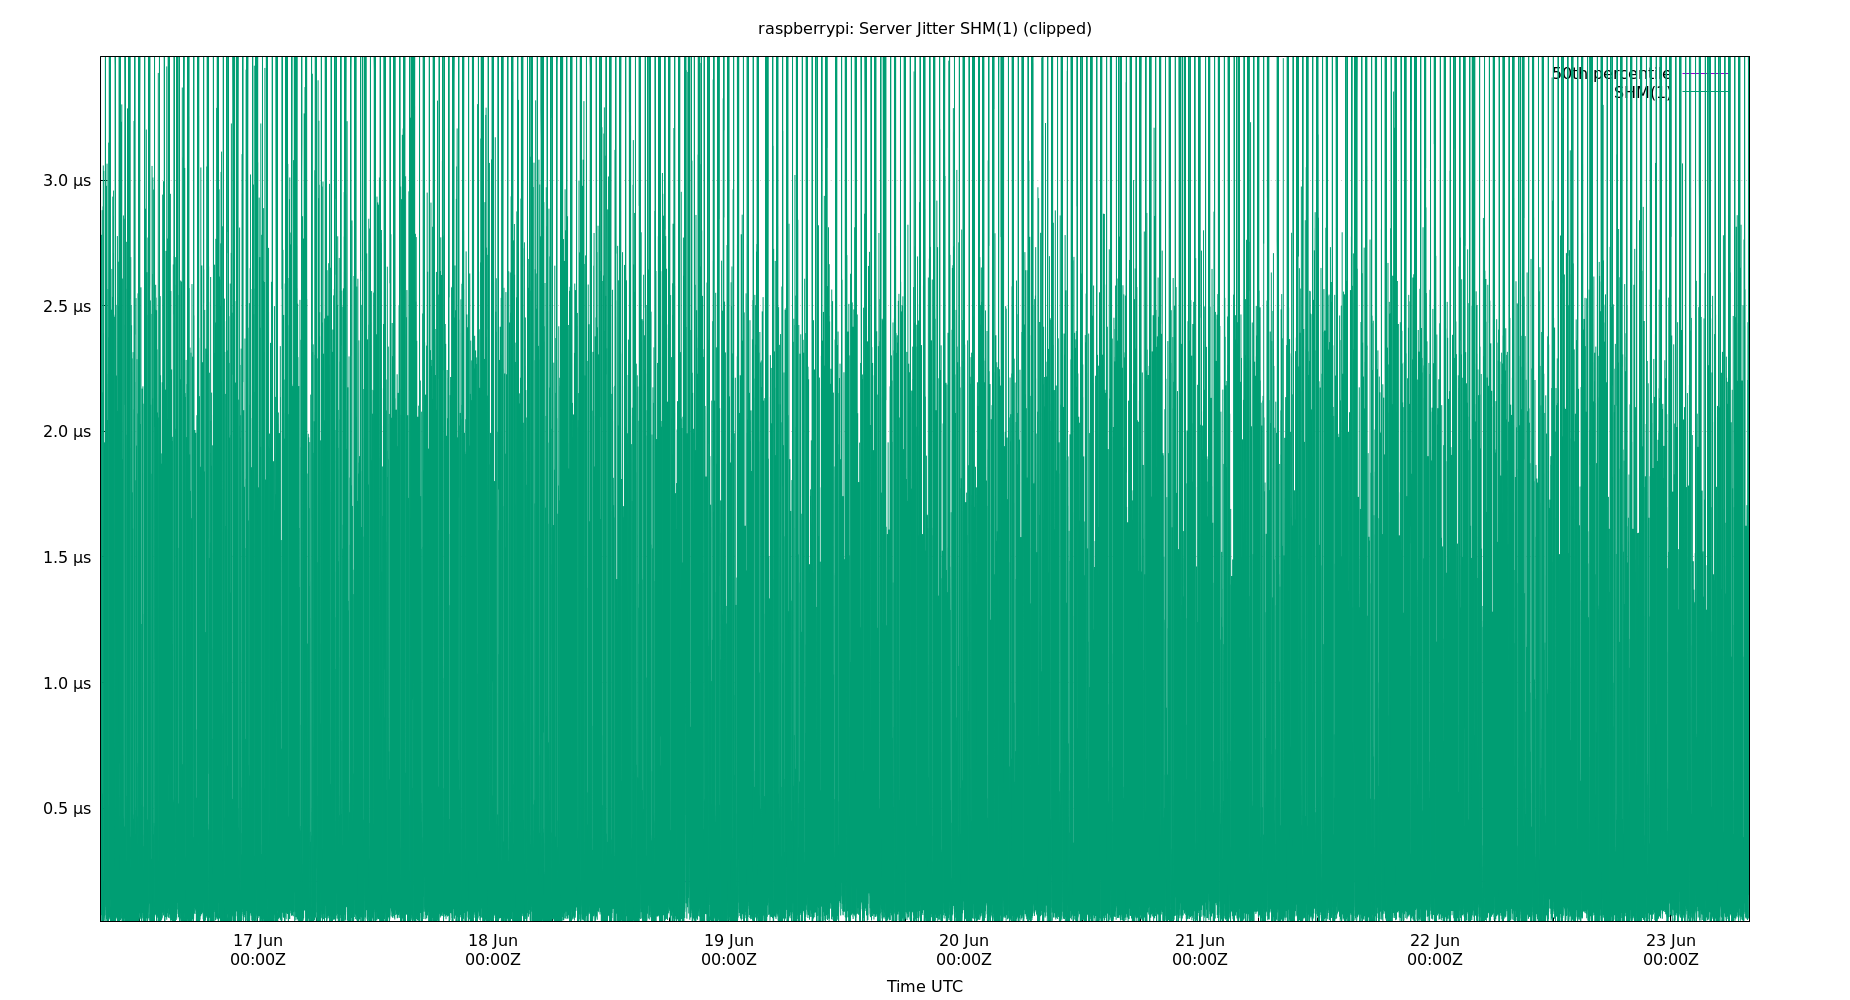 raspberrypi: Server Jitter SHM(1) (clipped)
50th percentile
SHM(1)
3.0 µs
2.5 µs
2.0 µs
1.5 µs
1.0 µs
0.5 µs
17 Jun 18 Jun 19 Jun 20 Jun 21 Jun 22 Jun 23 Jun
00:00Z 00:00Z 00:00Z 00:00Z 00:00Z 00:00Z 00:00Z
Time UTC